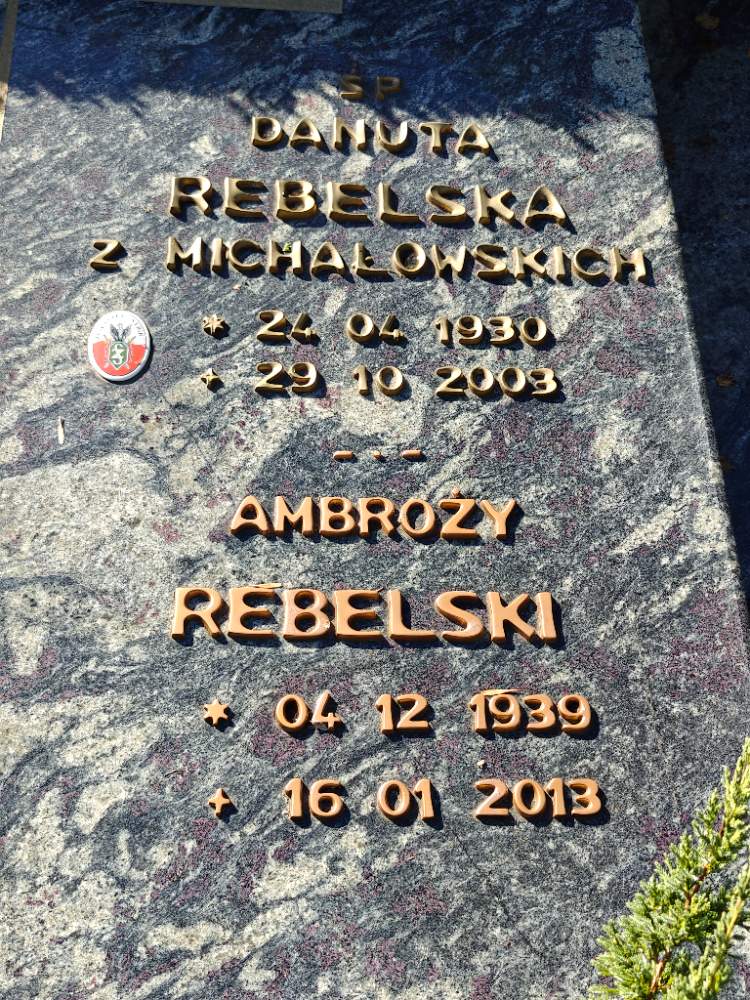 ŚP
DANUTA
REBELSKA
Z MICHAŁOWSKICH
* 24 04 1930
+ 29 10 2003
AMBROŻY
REBELSKI
* 04 12 1939
+ 16 01 2013